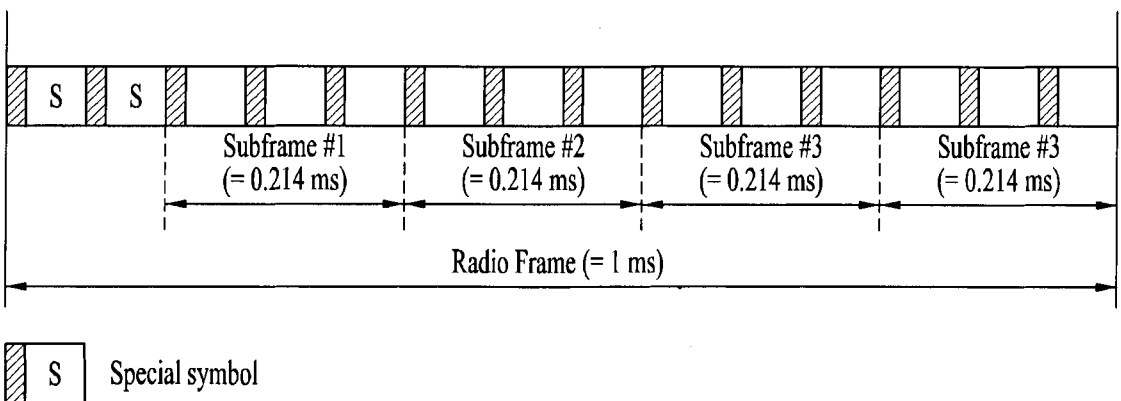 S S
Subframe #1 Subframe #2 Subframe #3 Subframe #3
(= 0.214 ms) (= 0.214 ms) (= 0.214 ms) (= 0.214 ms)
Radio Frame (= 1 ms)
S Special symbol